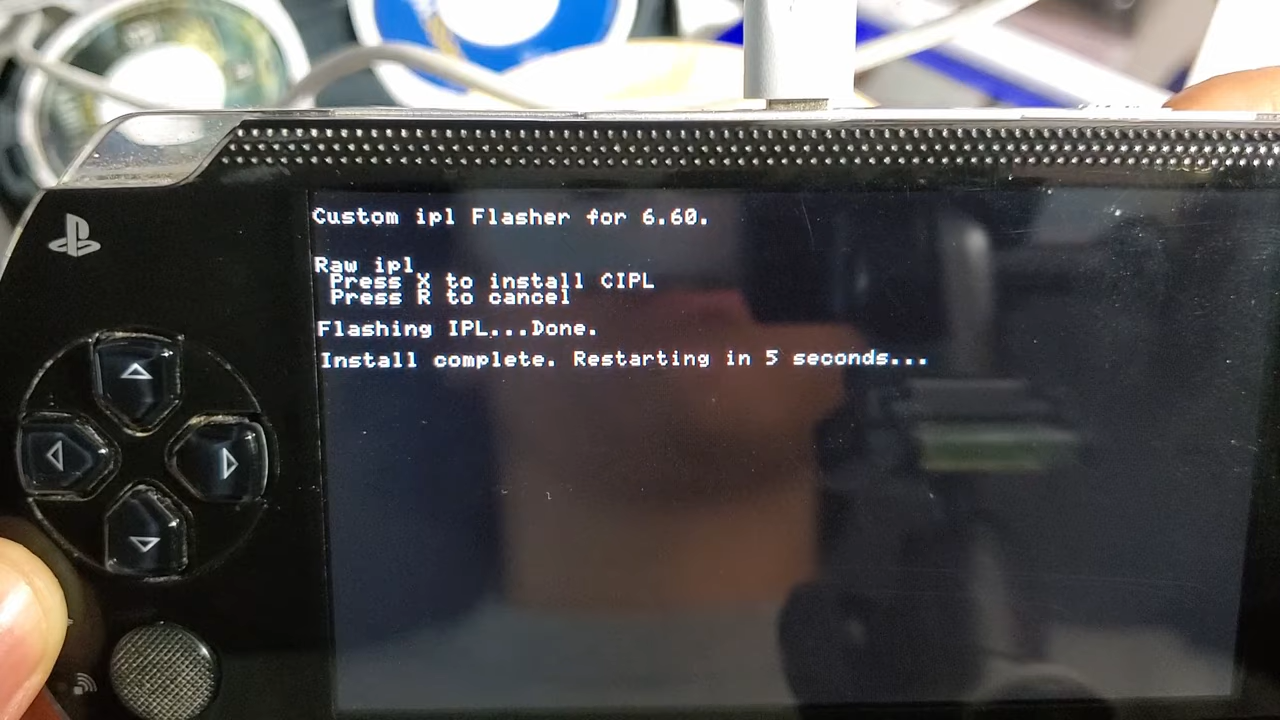 Custom ipl Flasher for 6.60.
Raw ipl
Press X to install CIPL
Press R to cancel
Flashing IPL...Done.
Install complete. Restarting in 5 seconds...